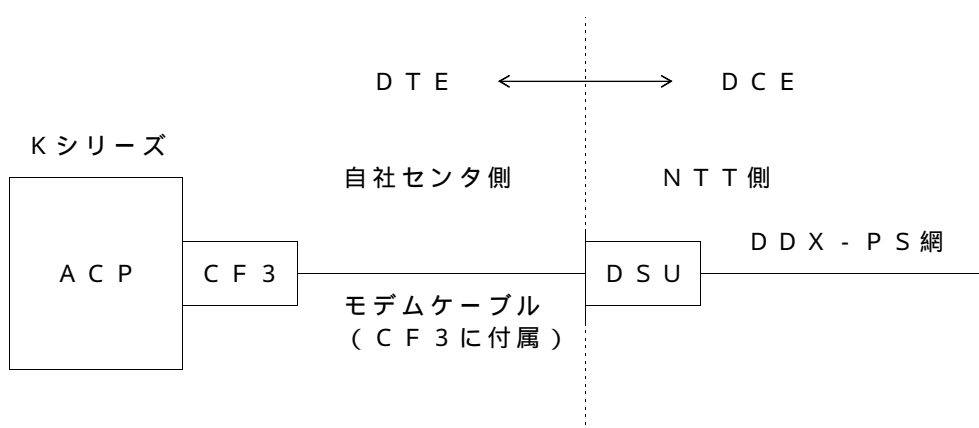 ＤＴＥ
ＤＣＥ
Ｋシリーズ
自社センタ側
ＮＴＴ側
ＤＤＸ-ＰＳ網
ＡＣＰ
ＣＦ３
ＤＳＵ
モデムケーブル
（ＣＦ３に付属）